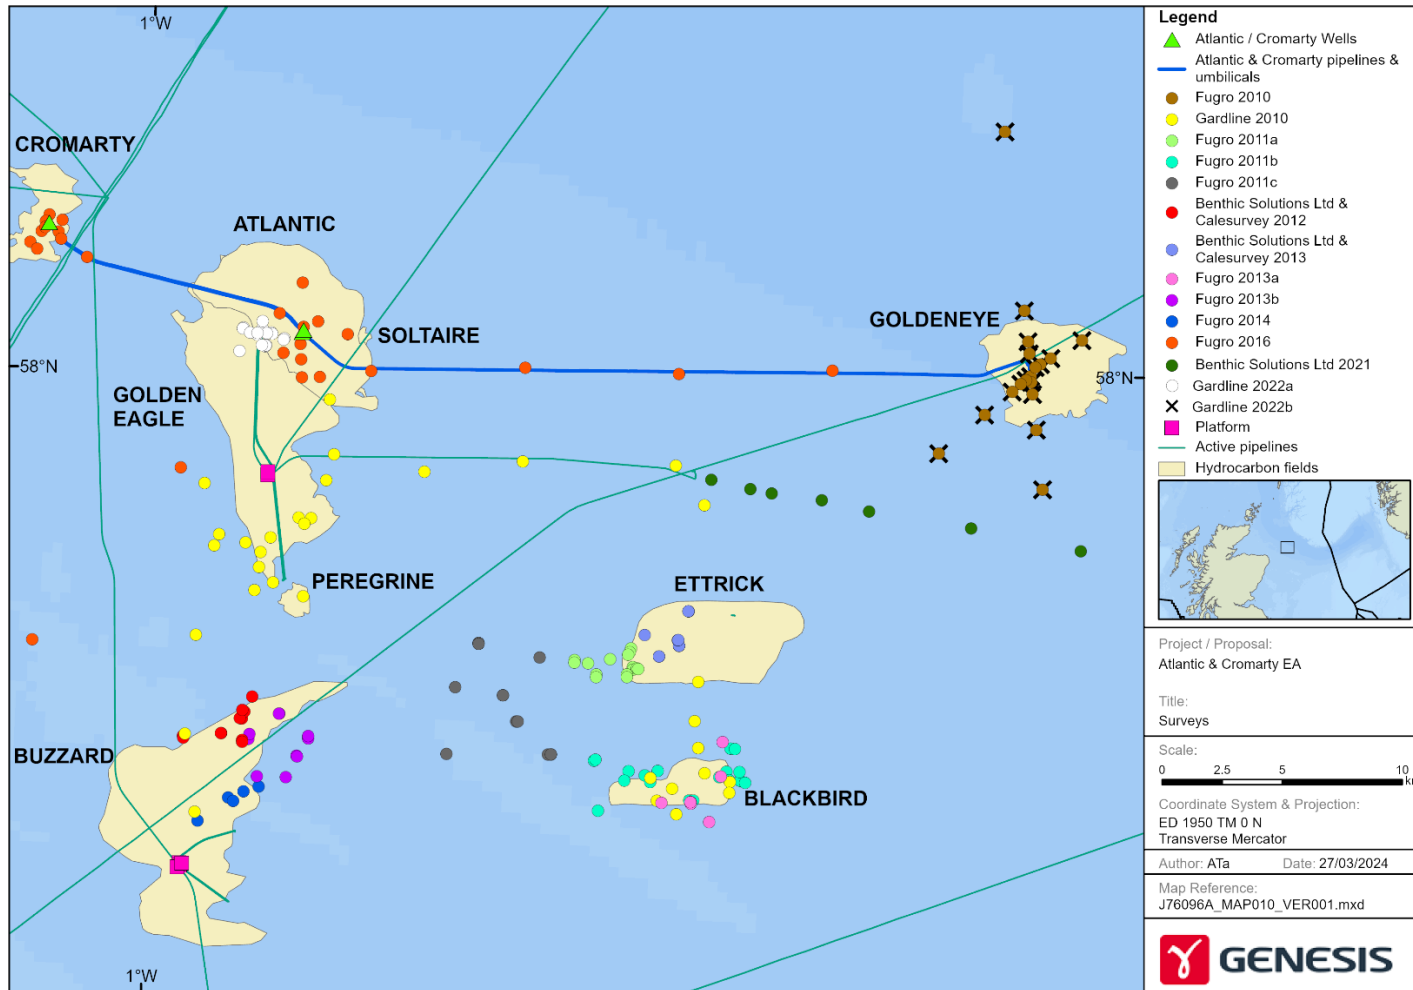 1°W
CROMARTY
ATLANTIC
SOLTAIRE
GOLDENEYE
58°N
58°N
GOLDEN
EAGLE
PEREGRINE
ETTRICK
BUZZARD
BLACKBIRD
1°W
Legend
Atlantic / Cromarty Wells
Atlantic & Cromarty pipelines &
umbilicals
Fugro 2010
Gardline 2010
Fugro 2011a
Fugro 2011b
Fugro 2011c
Benthic Solutions Ltd &
Calesurvey 2012
Benthic Solutions Ltd &
Calesurvey 2013
Fugro 2013a
Fugro 2013b
Fugro 2014
Fugro 2016
Benthic Solutions Ltd 2021
Gardline 2022a
Gardline 2022b
Platform
Active pipelines
Hydrocarbon fields
Project / Proposal:
Atlantic & Cromarty EA
Title:
Surveys
Scale:
0 2.5 5 10
km
Coordinate System & Projection:
ED 1950 TM 0 N
Transverse Mercator
Author: ATa Date: 27/03/2024
Map Reference:
J76096A_MAP010_VER001.mxd
GENESIS